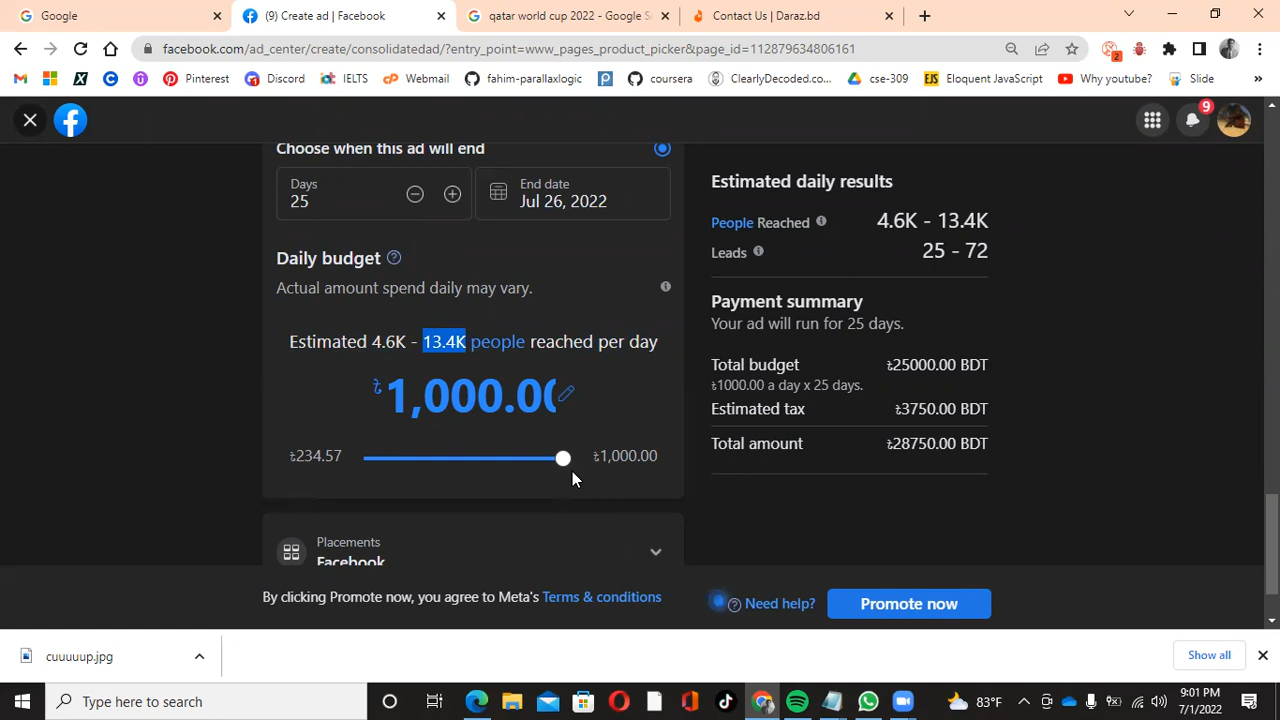 Google
(9) Create ad | Facebook
qatar world cup 2022 - Google Se
Contact Us | Daraz.bd
facebook.com/ad_center/create/consolidatedad/?entry_point=www_pages_product_picker&page_id=112879654806161
2
Pinterest
Discord
IELTS
Webmail
fahim-parallaxlogic
coursera
ClearlyDecoded.co...
cse-309
EJS
Eloquent JavaScript
Why youtube?
Slide
»
9
Choose when this ad will end
Days
25
End date
Jul 26, 2022
Daily budget
Actual amount spend daily may vary.
Estimated 4.6K - 13.4K people reached per day
৳1,000.00
৳234.57
৳1,000.00
Placements
Facebook
Estimated daily results
People Reached 4.6K - 13.4K
Leads 25 - 72
Payment summary
Your ad will run for 25 days.
Total budget ৳25000.00 BDT
৳1000.00 a day x 25 days.
Estimated tax ৳3750.00 BDT
Total amount ৳28750.00 BDT
By clicking Promote now, you agree to Meta's Terms & conditions
Need help?
Promote now
cuuuuup.jpg
Show all
Type here to search
83°F
9:01 PM
7/1/2022